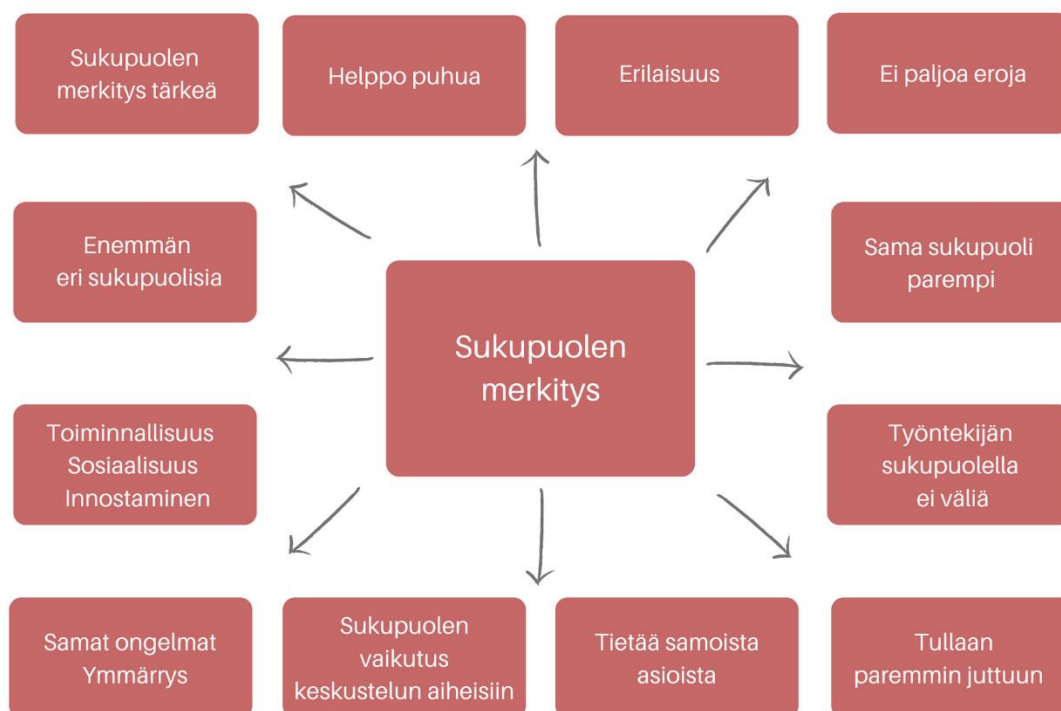 Sukupuolen
merkitys tärkeä
Helppo puhua
Erilaisuus
Ei paljoa eroja
Enemmän
eri sukupuolisia
Sama sukupuoli
parempi
Sukupuolen
merkitys
Toiminnallisuus
Sosiaalisuus
Innostaminen
Työntekijän
sukupuolella
ei väliä
Samat ongelmat
Ymmärrys
Sukupuolen
vaikutus
keskustelun aiheisiin
Tietää samoista
asioista
Tullaan
paremmin juttuun